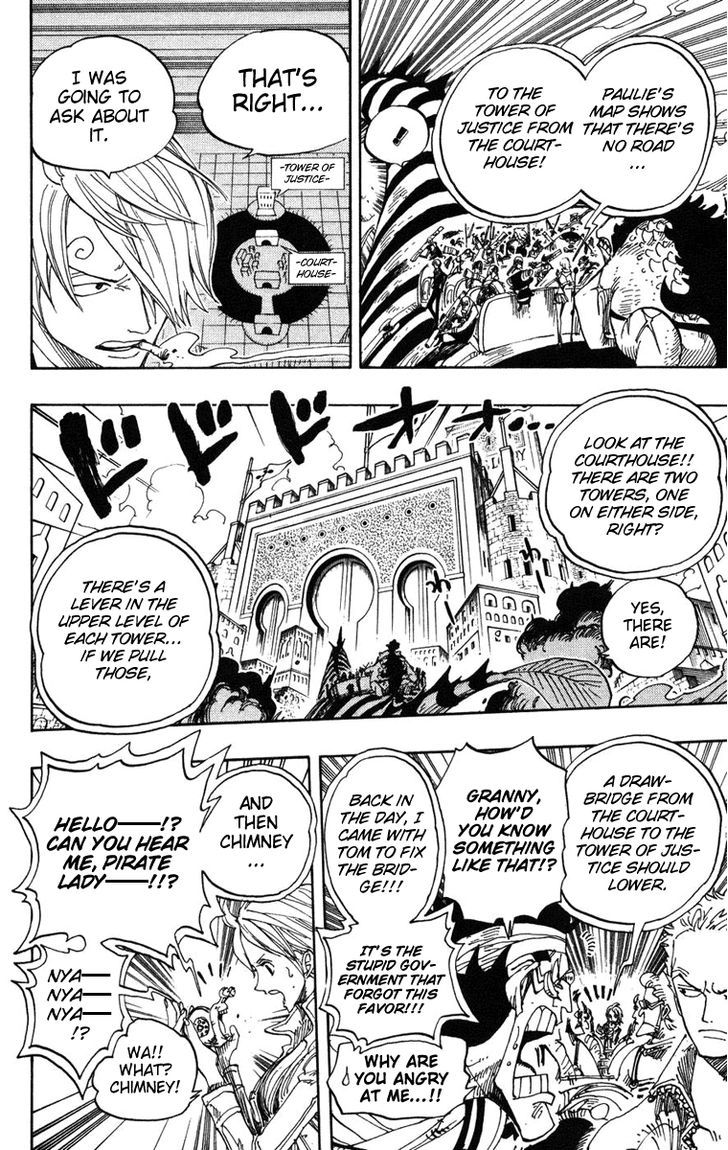 PAULIE'S
MAP SHOWS
THAT THERE'S
NO ROAD
...
TO THE
TOWER OF
JUSTICE FROM
THE COURT-
HOUSE!
THAT'S
RIGHT...
I WAS
GOING TO
ASK ABOUT
IT.
-TOWER OF
JUSTICE-
-COURT-
HOUSE-
LOOK AT THE
COURTHOUSE!!
THERE ARE TWO
TOWERS, ONE
ON EITHER SIDE,
RIGHT?
ドドドオオ...
わ
わ
YES,
THERE
ARE!
THERE'S A
LEVER IN THE
UPPER LEVEL OF
EACH TOWER...
IF WE PULL
THOSE,
A DRAW-
BRIDGE FROM
THE COURT-
HOUSE TO THE
TOWER OF JUS-
TICE SHOULD
LOWER.
GRANNY,
HOW'D
YOU KNOW
SOMETHING
LIKE THAT!?
BACK IN
THE DAY, I
CAME WITH
TOM TO FIX
THE BRID-
GE!!!
IT'S THE
STUPID GOV-
ERNMENT THAT
FORGOT THIS
FAVOR!!!
WHY ARE
YOU ANGRY
AT ME...!!
AND
THEN
CHIMNEY
...
HELLO——!?
CAN YOU HEAR
ME, PIRATE
LADY——!!?
NYA—
NYA—
NYA—
!?
WA!!
WHAT?
CHIMNEY!